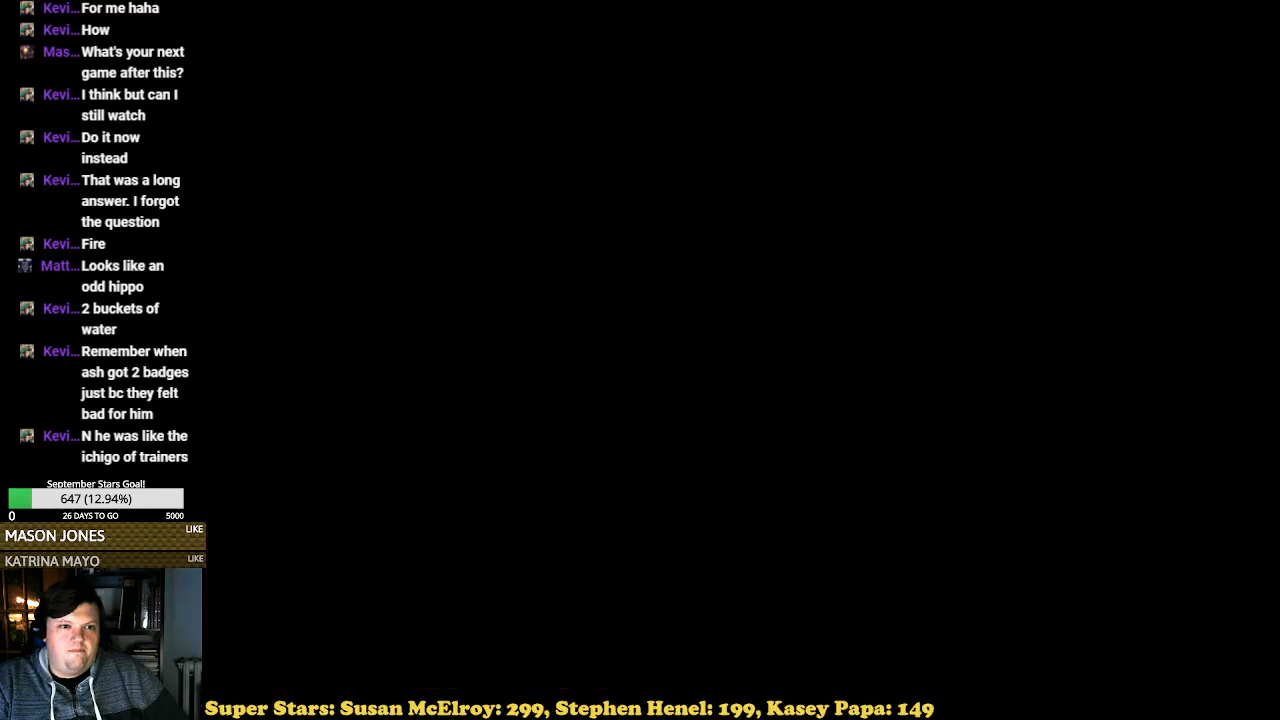 Kevi... For me haha
Kevi... How
Mas... What's your next
game after this?
Kevi... I think but can I
still watch
Kevi... Do it now
instead
Kevi... That was a long
answer. I forgot
the question
Kevi... Fire
Matt... Looks like an
odd hippo
Kevi... 2 buckets of
water
Kevi... Remember when
ash got 2 badges
just bc they felt
bad for him
Kevi... N he was like the
ichigo of trainers
September Stars Goal!
647 (12.94%)
0 26 DAYS TO GO 5000
MASON JONES LIKE
KATRINA MAYO LIKE
Super Stars: Susan McElroy: 299, Stephen Henel: 199, Kasey Papa: 149